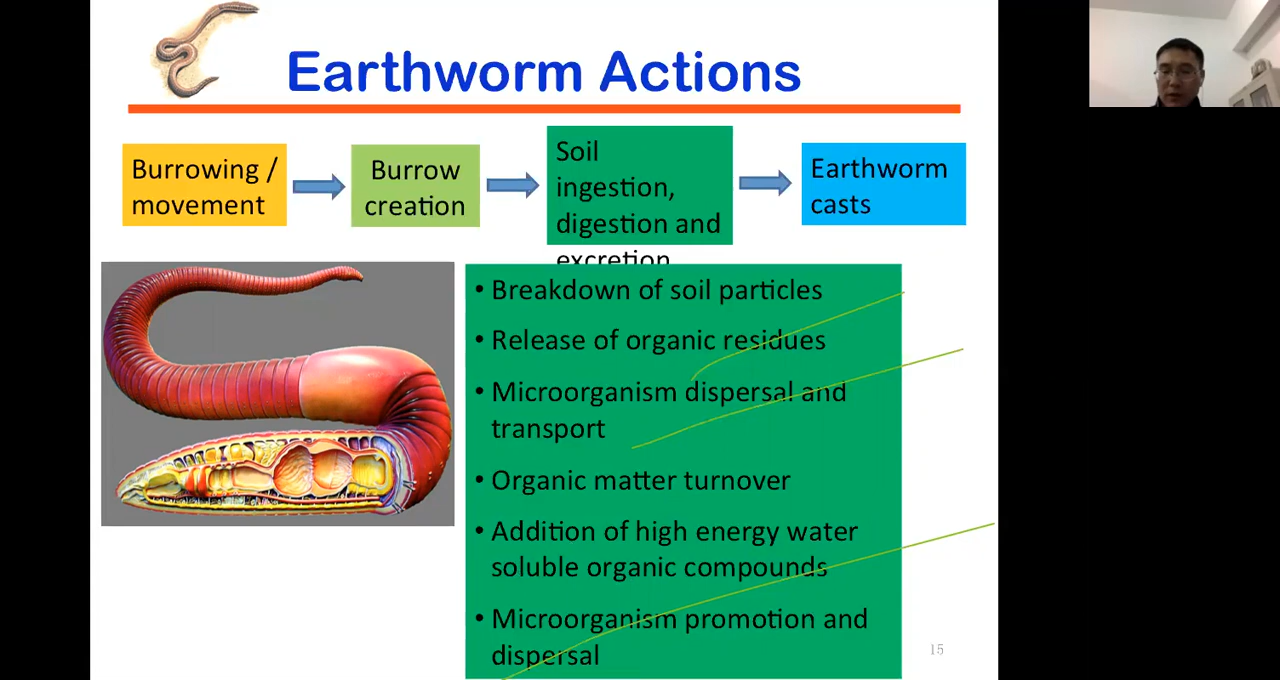 Earthworm Actions
Burrowing /
movement
Burrow
creation
Soil
ingestion,
digestion and
excretion
Earthworm
casts
• Breakdown of soil particles
• Release of organic residues
• Microorganism dispersal and
transport
• Organic matter turnover
• Addition of high energy water
soluble organic compounds
• Microorganism promotion and
dispersal
15